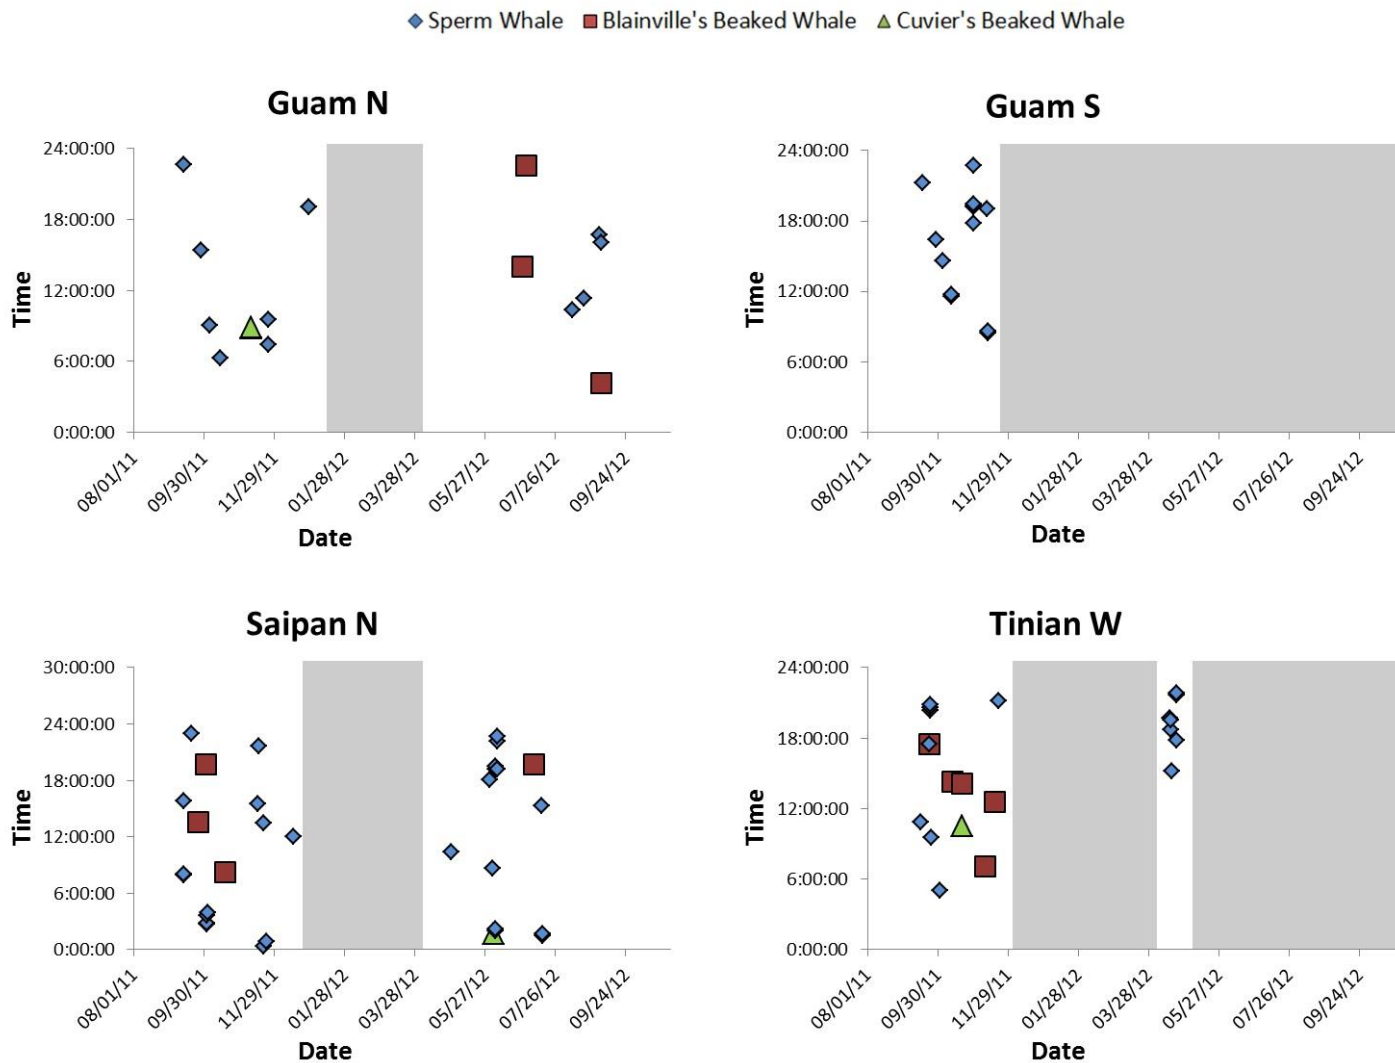 Sperm Whale Blainville's Beaked Whale Cuvier's Beaked Whale
Guam N
24:00:00
18:00:00
12:00:00
6:00:00
0:00:00
Time
08/01/11 09/30/11 11/29/11 01/28/12 03/28/12 05/27/12 07/26/12 09/24/12
Date
Guam S
24:00:00
18:00:00
12:00:00
6:00:00
0:00:00
Time
08/01/11 09/30/11 11/29/11 01/28/12 03/28/12 05/27/12 07/26/12 09/24/12
Date
Saipan N
30:00:00
24:00:00
18:00:00
12:00:00
6:00:00
0:00:00
Time
08/01/11 09/30/11 11/29/11 01/28/12 03/28/12 05/27/12 07/26/12 09/24/12
Date
Tinian W
24:00:00
18:00:00
12:00:00
6:00:00
0:00:00
Time
08/01/11 09/30/11 11/29/11 01/28/12 03/28/12 05/27/12 07/26/12 09/24/12
Date